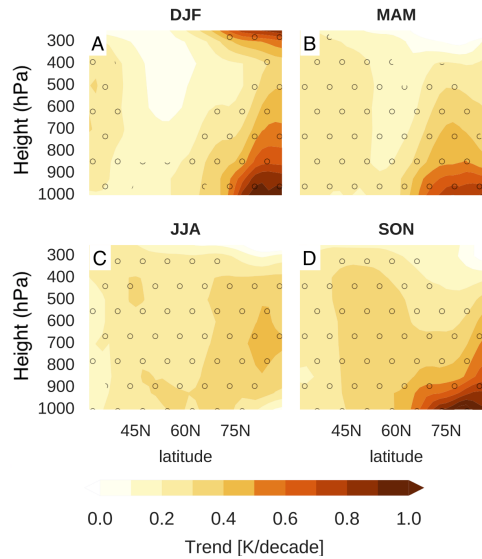 DJF MAM
A B
Height (hPa)
300
400
500
600
700
800
900
1000
JJA SON
C D
Height (hPa)
300
400
500
600
700
800
900
1000
45N 60N 75N 45N 60N 75N
latitude latitude
0.0 0.2 0.4 0.6 0.8 1.0
Trend [K/decade]